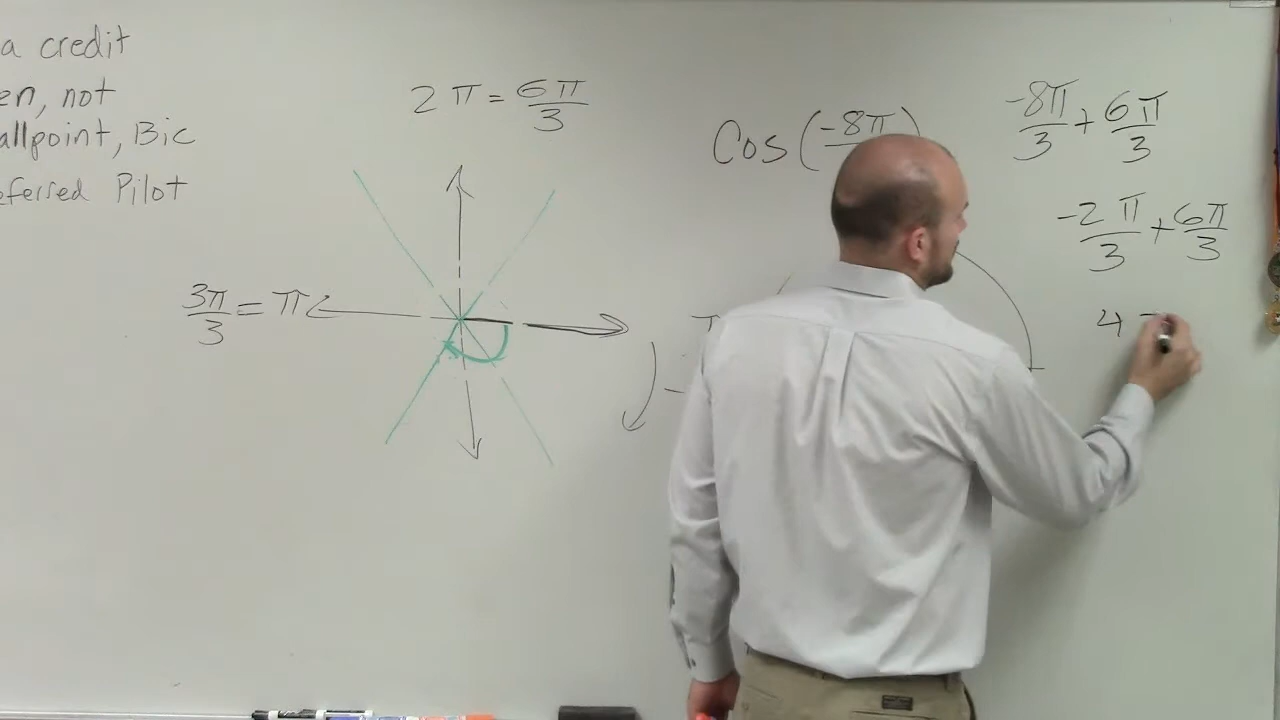 a credit
en, not
allpoint, Bic
eferred Pilot
2π = 6π/3
3π/3 = π
Cos(-8π)
-8π/3 + 6π/3
-2π/3 + 6π/3
4